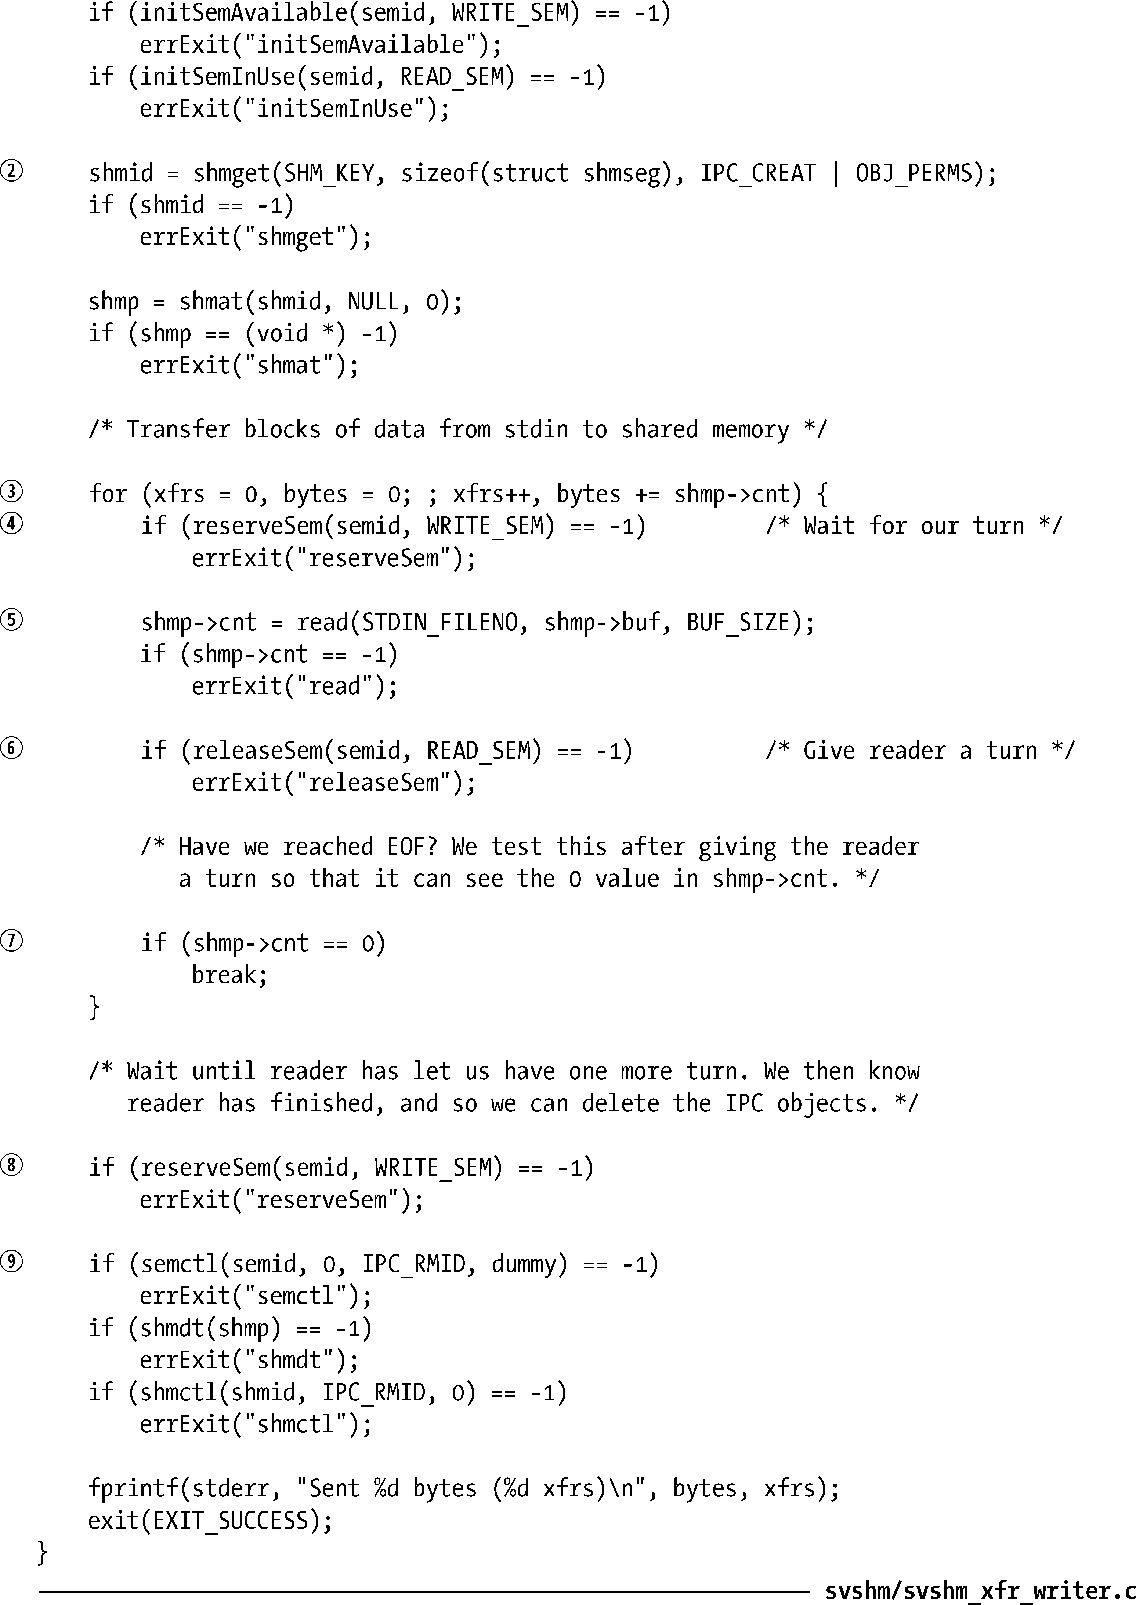 if (initSemAvailable(semid, WRITE_SEM) == -1)
errExit("initSemAvailable");
if (initSemInUse(semid, READ_SEM) == -1)
errExit("initSemInUse");
② shmid = shmget(SHM_KEY, sizeof(struct shmseg), IPC_CREAT | OBJ_PERMS);
if (shmid == -1)
errExit("shmget");
shmp = shmat(shmid, NULL, 0);
if (shmp == (void *) -1)
errExit("shmat");
/* Transfer blocks of data from stdin to shared memory */
③ for (xfrs = 0, bytes = 0; ; xfrs++, bytes += shmp->cnt) {
④ if (reserveSem(semid, WRITE_SEM) == -1) /* Wait for our turn */
errExit("reserveSem");
⑤ shmp->cnt = read(STDIN_FILENO, shmp->buf, BUF_SIZE);
if (shmp->cnt == -1)
errExit("read");
⑥ if (releaseSem(semid, READ_SEM) == -1) /* Give reader a turn */
errExit("releaseSem");
/* Have we reached EOF? We test this after giving the reader
a turn so that it can see the 0 value in shmp->cnt. */
⑦ if (shmp->cnt == 0)
break;
}
/* Wait until reader has let us have one more turn. We then know
reader has finished, and so we can delete the IPC objects. */
⑧ if (reserveSem(semid, WRITE_SEM) == -1)
errExit("reserveSem");
⑨ if (semctl(semid, 0, IPC_RMID, dummy) == -1)
errExit("semctl");
if (shmdt(shmp) == -1)
errExit("shmdt");
if (shmctl(shmid, IPC_RMID, 0) == -1)
errExit("shmctl");
fprintf(stderr, "Sent %d bytes (%d xfrs)\n", bytes, xfrs);
exit(EXIT_SUCCESS);
}
svshm/svshm_xfr_writer.c